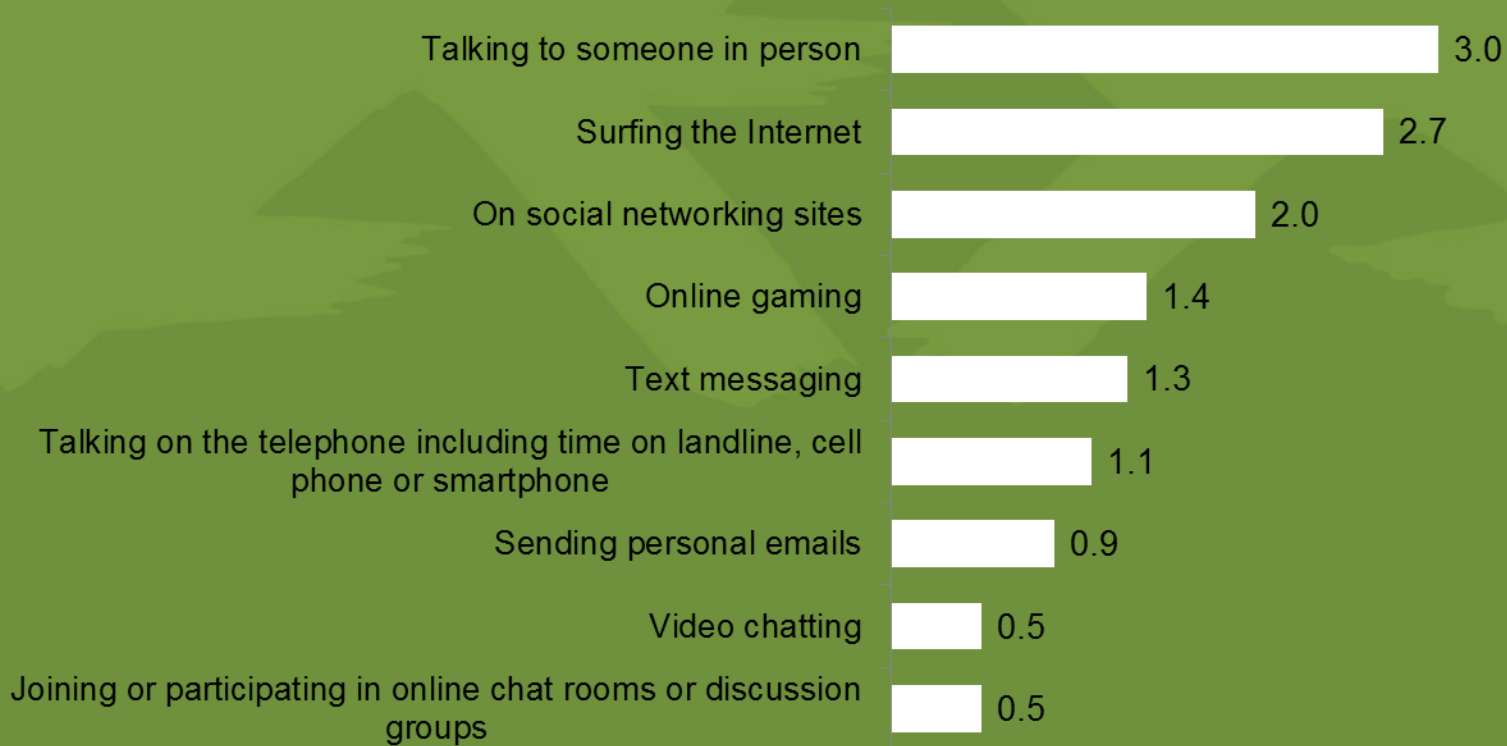 Talking to someone in person 3.0
Surfing the Internet 2.7
On social networking sites 2.0
Online gaming 1.4
Text messaging 1.3
Talking on the telephone including time on landline, cell
phone or smartphone 1.1
Sending personal emails 0.9
Video chatting 0.5
Joining or participating in online chat rooms or discussion
groups 0.5